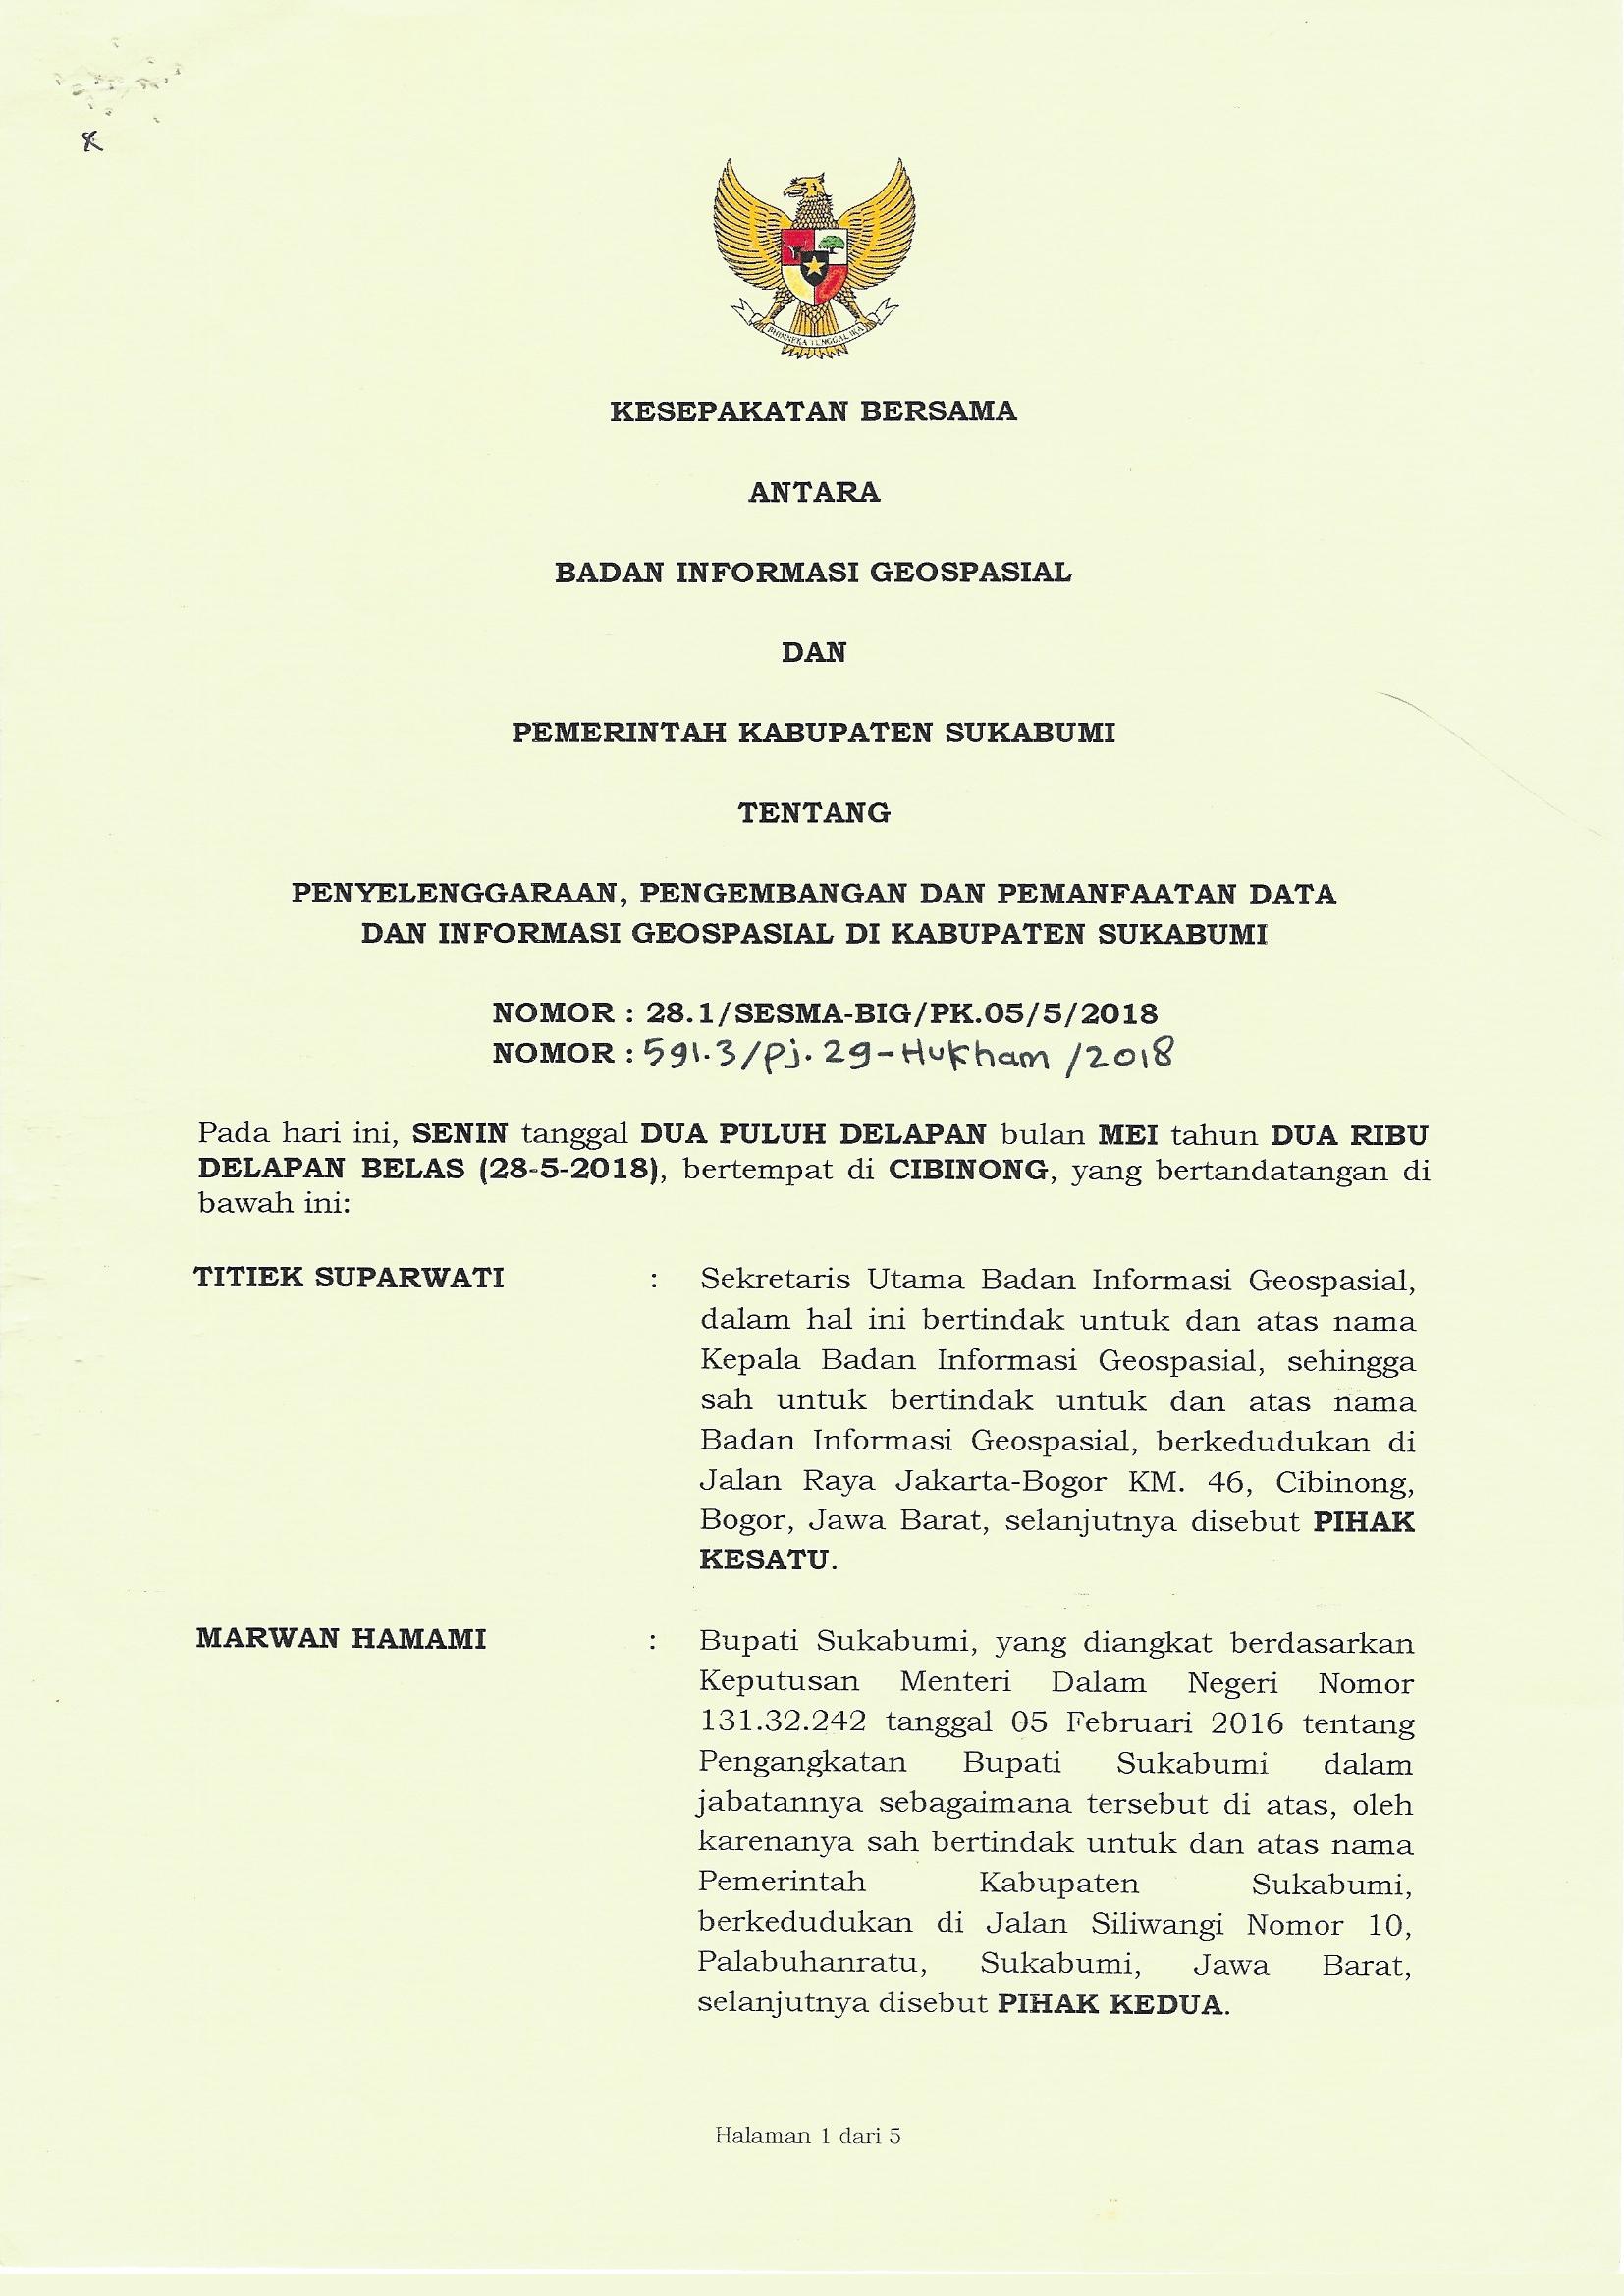 BHINNEKA TUNGGAL IKA
KESEPAKATAN BERSAMA
ANTARA
BADAN INFORMASI GEOSPASIAL
DAN
PEMERINTAH KABUPATEN SUKABUMI
TENTANG
PENYELENGGARAAN, PENGEMBANGAN DAN PEMANFAATAN DATA
DAN INFORMASI GEOSPASIAL DI KABUPATEN SUKABUMI
NOMOR : 28.1/SESMA-BIG/PK.05/5/2018
NOMOR : 591.3/Pj.29-Hukham /2018
Pada hari ini, SENIN tanggal DUA PULUH DELAPAN bulan MEI tahun DUA RIBU
DELAPAN BELAS (28-5-2018), bertempat di CIBINONG, yang bertandatangan di
bawah ini:
TITIEK SUPARWATI : Sekretaris Utama Badan Informasi Geospasial,
dalam hal ini bertindak untuk dan atas nama
Kepala Badan Informasi Geospasial, sehingga
sah untuk bertindak untuk dan atas nama
Badan Informasi Geospasial, berkedudukan di
Jalan Raya Jakarta-Bogor KM. 46, Cibinong,
Bogor, Jawa Barat, selanjutnya disebut PIHAK
KESATU.
MARWAN HAMAMI : Bupati Sukabumi, yang diangkat berdasarkan
Keputusan Menteri Dalam Negeri Nomor
131.32.242 tanggal 05 Februari 2016 tentang
Pengangkatan Bupati Sukabumi dalam
jabatannya sebagaimana tersebut di atas, oleh
karenanya sah bertindak untuk dan atas nama
Pemerintah Kabupaten Sukabumi,
berkedudukan di Jalan Siliwangi Nomor 10,
Palabuhanratu, Sukabumi, Jawa Barat,
selanjutnya disebut PIHAK KEDUA.
Halaman 1 dari 5